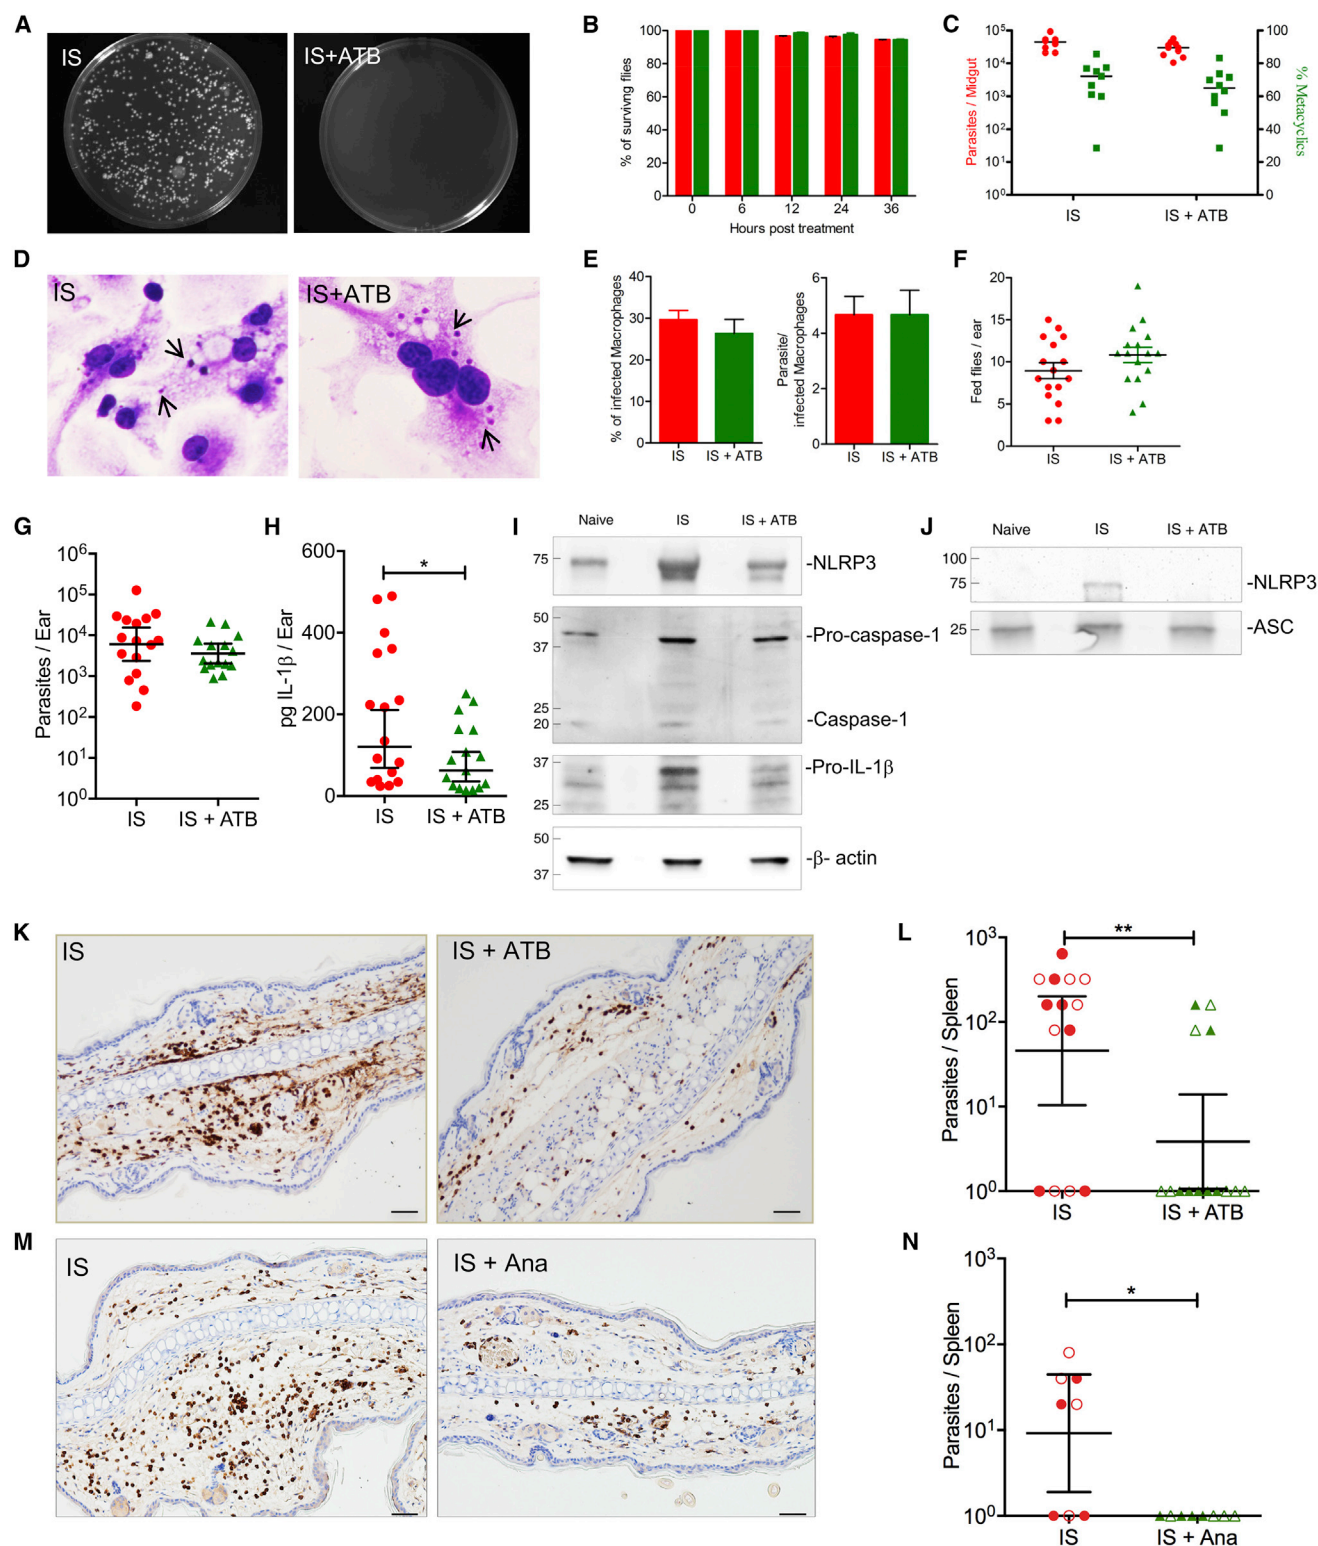 A
IS
IS+ATB
B
% of survivng flies
100
80
60
40
20
0
0 6 12 24 36
Hours post treatment
C
Parasites / Midgut
10⁵
10⁴
10³
10²
10¹
10⁰
100
80
60
40
20
0
% Metacyclics
IS IS + ATB
D
IS
IS+ATB
E
% of infected Macrophages
40
30
20
10
0
IS IS + ATB
Parasite/
infected Macrophages
6
4
2
0
IS IS + ATB
F
Fed flies / ear
20
15
10
5
0
IS IS + ATB
G
Parasites / Ear
10⁶
10⁵
10⁴
10³
10²
10¹
10⁰
IS IS + ATB
H
pg IL-1β / Ear
600
400
200
0
*
IS IS + ATB
I
Naive IS IS + ATB
75
-NLRP3
50
37
25
20
-Pro-caspase-1
-Caspase-1
37
25
-Pro-IL-1β
50
37
-β- actin
J
Naive IS IS + ATB
100
75
-NLRP3
25
-ASC
K
IS
IS + ATB
L
Parasites / Spleen
10³
10²
10¹
10⁰
**
IS IS + ATB
M
IS
IS + Ana
N
Parasites / Spleen
10³
10²
10¹
10⁰
*
IS IS + Ana